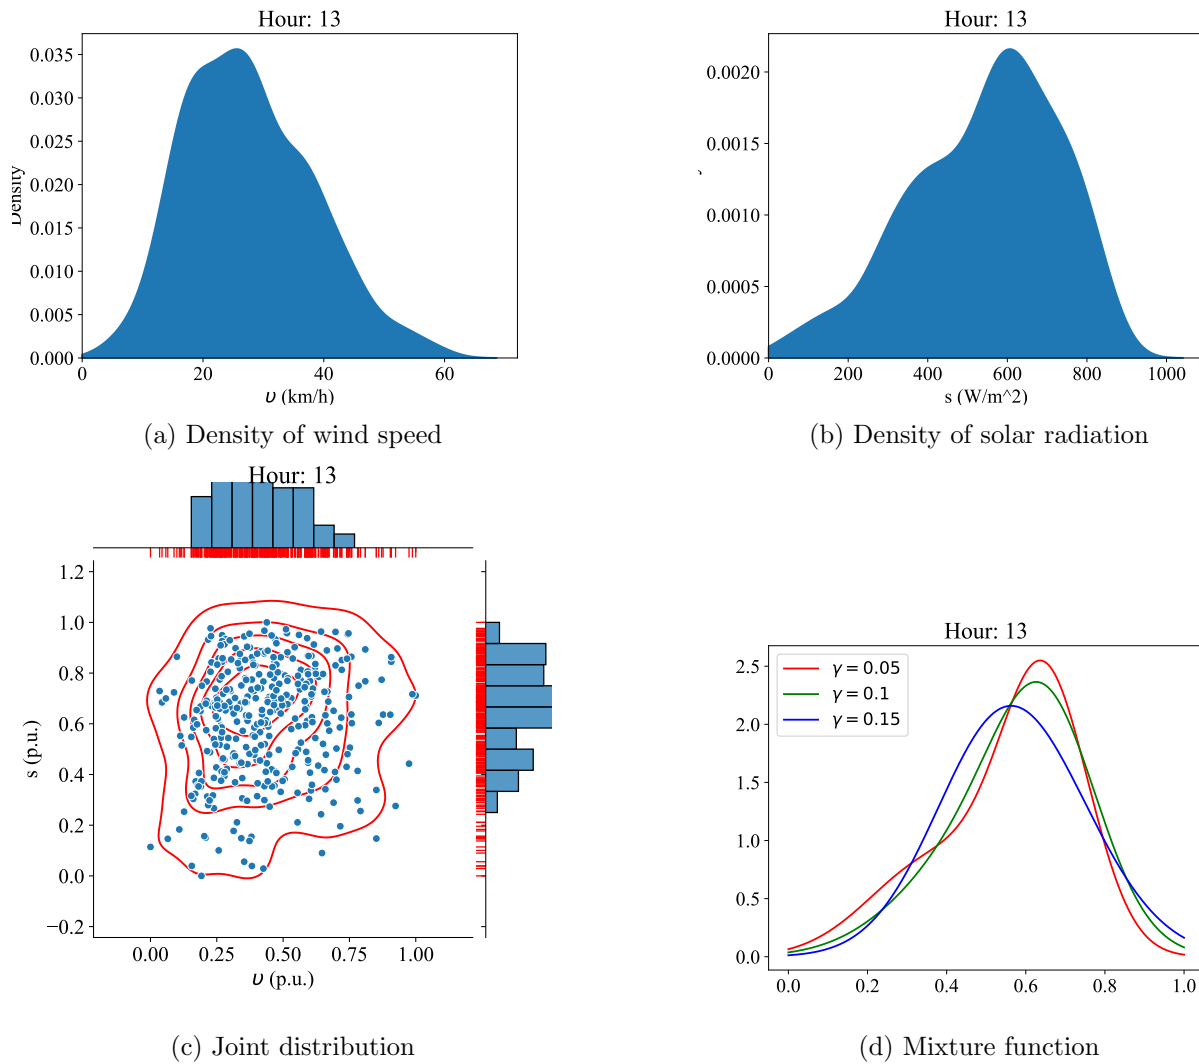 Hour: 13
0.035
0.030
0.025
0.020
0.015
0.010
0.005
0.000
Density
0 20 40 60
υ (km/h)
(a) Density of wind speed
Hour: 13
0.0020
0.0015
0.0010
0.0005
0.0000
0 200 400 600 800 1000
s (W/m^2)
(b) Density of solar radiation
Hour: 13
1.2
1.0
0.8
0.6
0.4
0.2
0.0
−0.2
s (p.u.)
0.00 0.25 0.50 0.75 1.00
υ (p.u.)
(c) Joint distribution
Hour: 13
γ = 0.05
γ = 0.1
γ = 0.15
2.5
2.0
1.5
1.0
0.5
0.0
0.0 0.2 0.4 0.6 0.8 1.0
(d) Mixture function